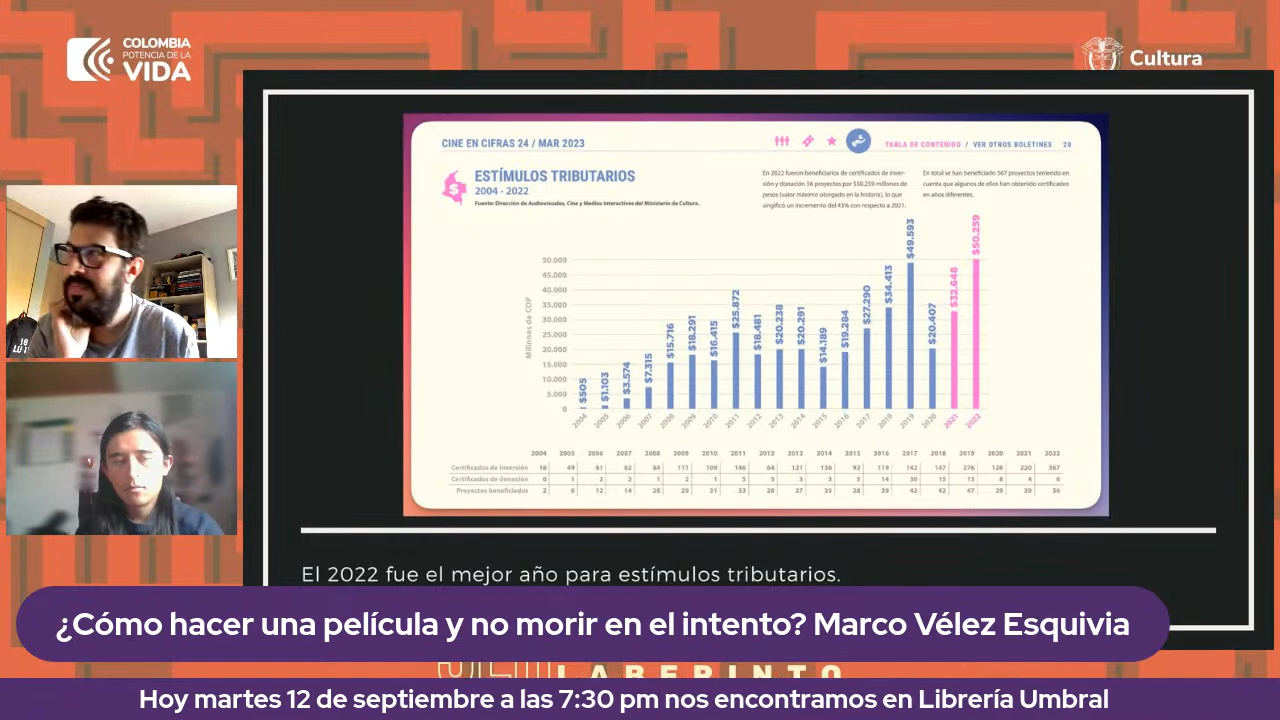 COLOMBIA
POTENCIA DE LA
VIDA
Cultura
CINE EN CIFRAS 24 / MAR 2023
TABLA DE CONTENIDO / VER OTROS BOLETINES 20
ESTÍMULOS TRIBUTARIOS
2004 - 2022
Fuente: Dirección de Audiovisuales, Cine y Medios Interactivos del Ministerio de Cultura.
En 2022 fueron beneficiarios de certificados de inver-
sión y donación 56 proyectos por $50.259 millones de
pesos (valor máximo otorgado en la historia), lo que
singificó un incremento del 43% con respecto a 2021.
En total se han beneficiado 567 proyectos teniendo en
cuenta que algunos de ellos han obtenido certificados
en años diferentes.
Millones de COP
50.000
45.000
40.000
35.000
30.000
25.000
20.000
15.000
10.000
5.000
0
$505 $1.103 $3.574 $7.315 $15.716 $18.291 $16.415 $25.872 $18.481 $20.238 $20.291 $14.189 $19.284 $27.290 $34.413 $49.593 $20.407 $32.648 $50.259
2004 2005 2006 2007 2008 2009 2010 2011 2012 2013 2014 2015 2016 2017 2018 2019 2020 2021 2022
2004 2005 2006 2007 2008 2009 2010 2011 2012 2013 2014 2015 2016 2017 2018 2019 2020 2021 2022
Certificados de inversión 18 49 81 62 84 111 109 146 64 121 136 92 119 142 147 276 126 220 367
Certificados de donación 0 1 2 2 1 2 1 5 5 3 3 5 14 30 15 13 8 4 6
Proyectos beneficiados 2 6 12 14 28 29 31 33 28 27 39 28 39 42 42 47 29 39 56
El 2022 fue el mejor año para estímulos tributarios.
¿Cómo hacer una película y no morir en el intento? Marco Vélez Esquivia
LABERINTO
Hoy martes 12 de septiembre a las 7:30 pm nos encontramos en Librería Umbral